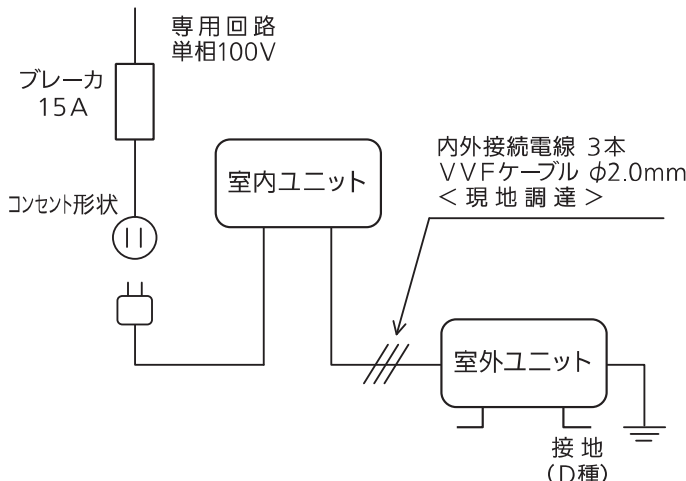 専用回路
単相100V
ブレーカ
15A
コンセント形状
室内ユニット
内外接続電線 3本
VVFケーブル φ2.0mm
＜現地調達＞
室外ユニット
接地
(D種)